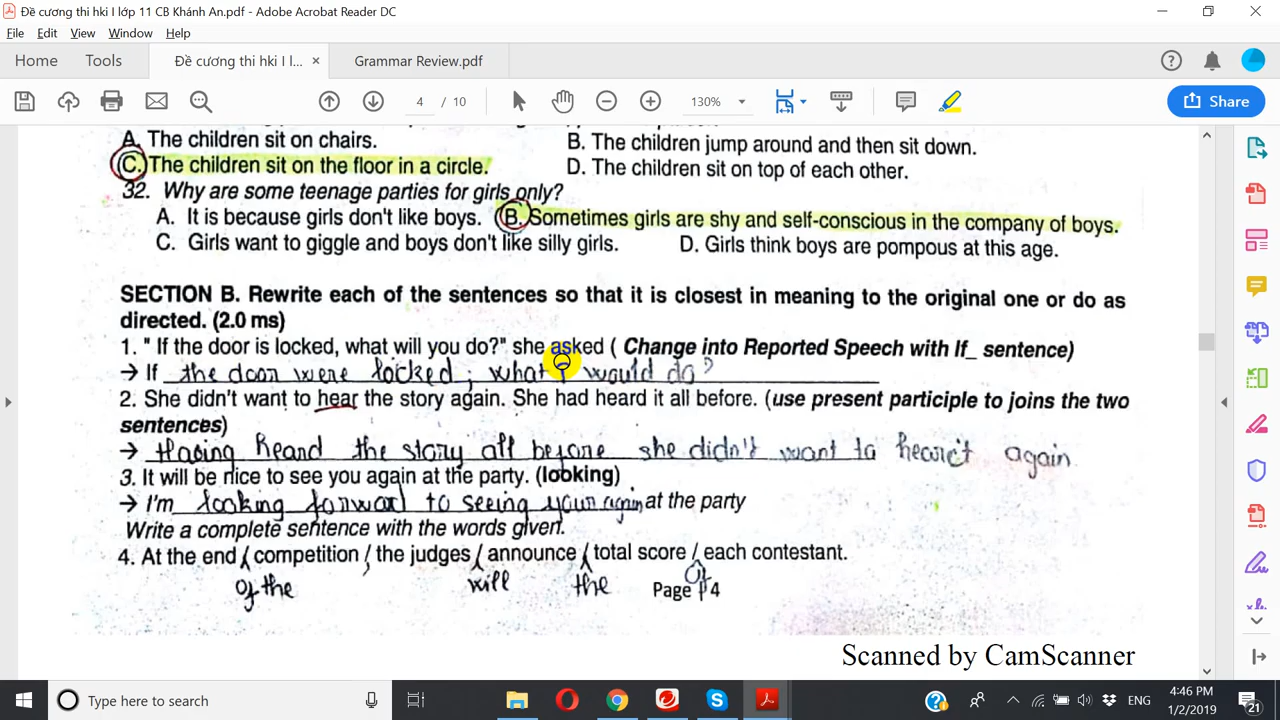 Đề cương thi hki I lớp 11 CB Khánh An.pdf - Adobe Acrobat Reader DC
File Edit View Window Help
Home Tools Đề cương thi hki I l... × Grammar Review.pdf
4 / 10 130% Share
A. The children sit on chairs. B. The children jump around and then sit down.
C. The children sit on the floor in a circle. D. The children sit on top of each other.
32. Why are some teenage parties for girls only?
A. It is because girls don't like boys. B. Sometimes girls are shy and self-conscious in the company of boys.
C. Girls want to giggle and boys don't like silly girls. D. Girls think boys are pompous at this age.
SECTION B. Rewrite each of the sentences so that it is closest in meaning to the original one or do as
directed. (2.0 ms)
1. " If the door is locked, what will you do?" she asked ( Change into Reported Speech with If_ sentence)
→ If the door were locked, what I would do?
2. She didn't want to hear the story again. She had heard it all before. (use present participle to joins the two
sentences)
→ Having heard the story all before she didn't want to hear it again
3. It will be nice to see you again at the party. (looking)
→ I'm looking forward to seeing your again at the party
Write a complete sentence with the words given.
4. At the end / competition / the judges / announce / total score / each contestant.
of the will the of
Page 4
Scanned by CamScanner
Type here to search
ENG
4:46 PM
1/2/2019
21